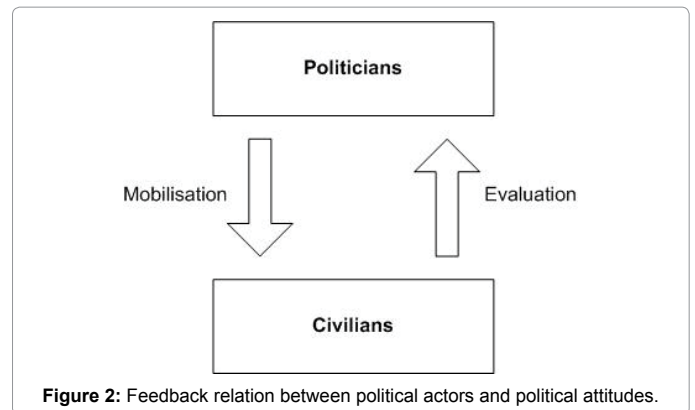 Politicians
Mobilisation
Evaluation
Civilians
Figure 2: Feedback relation between political actors and political attitudes.